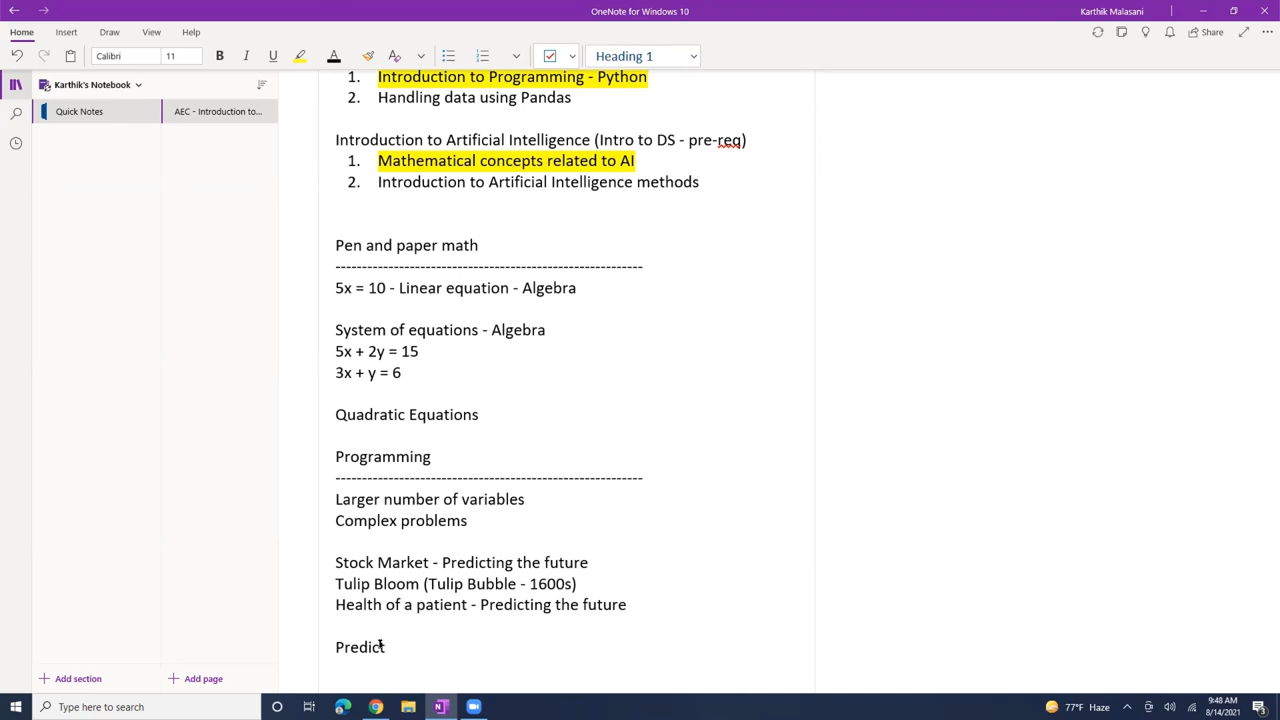 OneNote for Windows 10
Karthik Malasani
Home Insert Draw View Help
Share
Calibri 11 B I U A Heading 1
Karthik's Notebook
Quick Notes
AEC - Introduction to...
1. Introduction to Programming - Python
2. Handling data using Pandas
Introduction to Artificial Intelligence (Intro to DS - pre-req)
1. Mathematical concepts related to AI
2. Introduction to Artificial Intelligence methods
Pen and paper math
----------------------------------------------------------
5x = 10 - Linear equation - Algebra
System of equations - Algebra
5x + 2y = 15
3x + y = 6
Quadratic Equations
Programming
----------------------------------------------------------
Larger number of variables
Complex problems
Stock Market - Predicting the future
Tulip Bloom (Tulip Bubble - 1600s)
Health of a patient - Predicting the future
Predict
Add section
Add page
Type here to search
77°F Haze
9:48 AM
8/14/2021
3